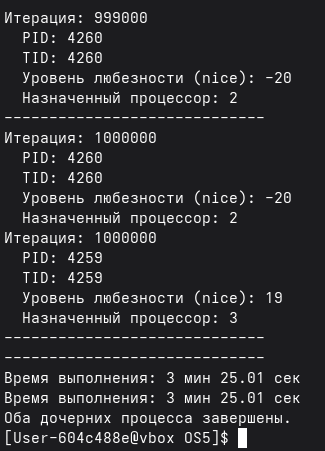 Итерация: 999000
PID: 4260
TID: 4260
Уровень любезности (nice): -20
Назначенный процессор: 2
-----------------------------
Итерация: 1000000
PID: 4260
TID: 4260
Уровень любезности (nice): -20
Назначенный процессор: 2
Итерация: 1000000
PID: 4259
TID: 4259
Уровень любезности (nice): 19
Назначенный процессор: 3
-----------------------------
-----------------------------
Время выполнения: 3 мин 25.01 сек
Время выполнения: 3 мин 25.01 сек
Оба дочерних процесса завершены.
[User-604c488e@vbox OS5]$